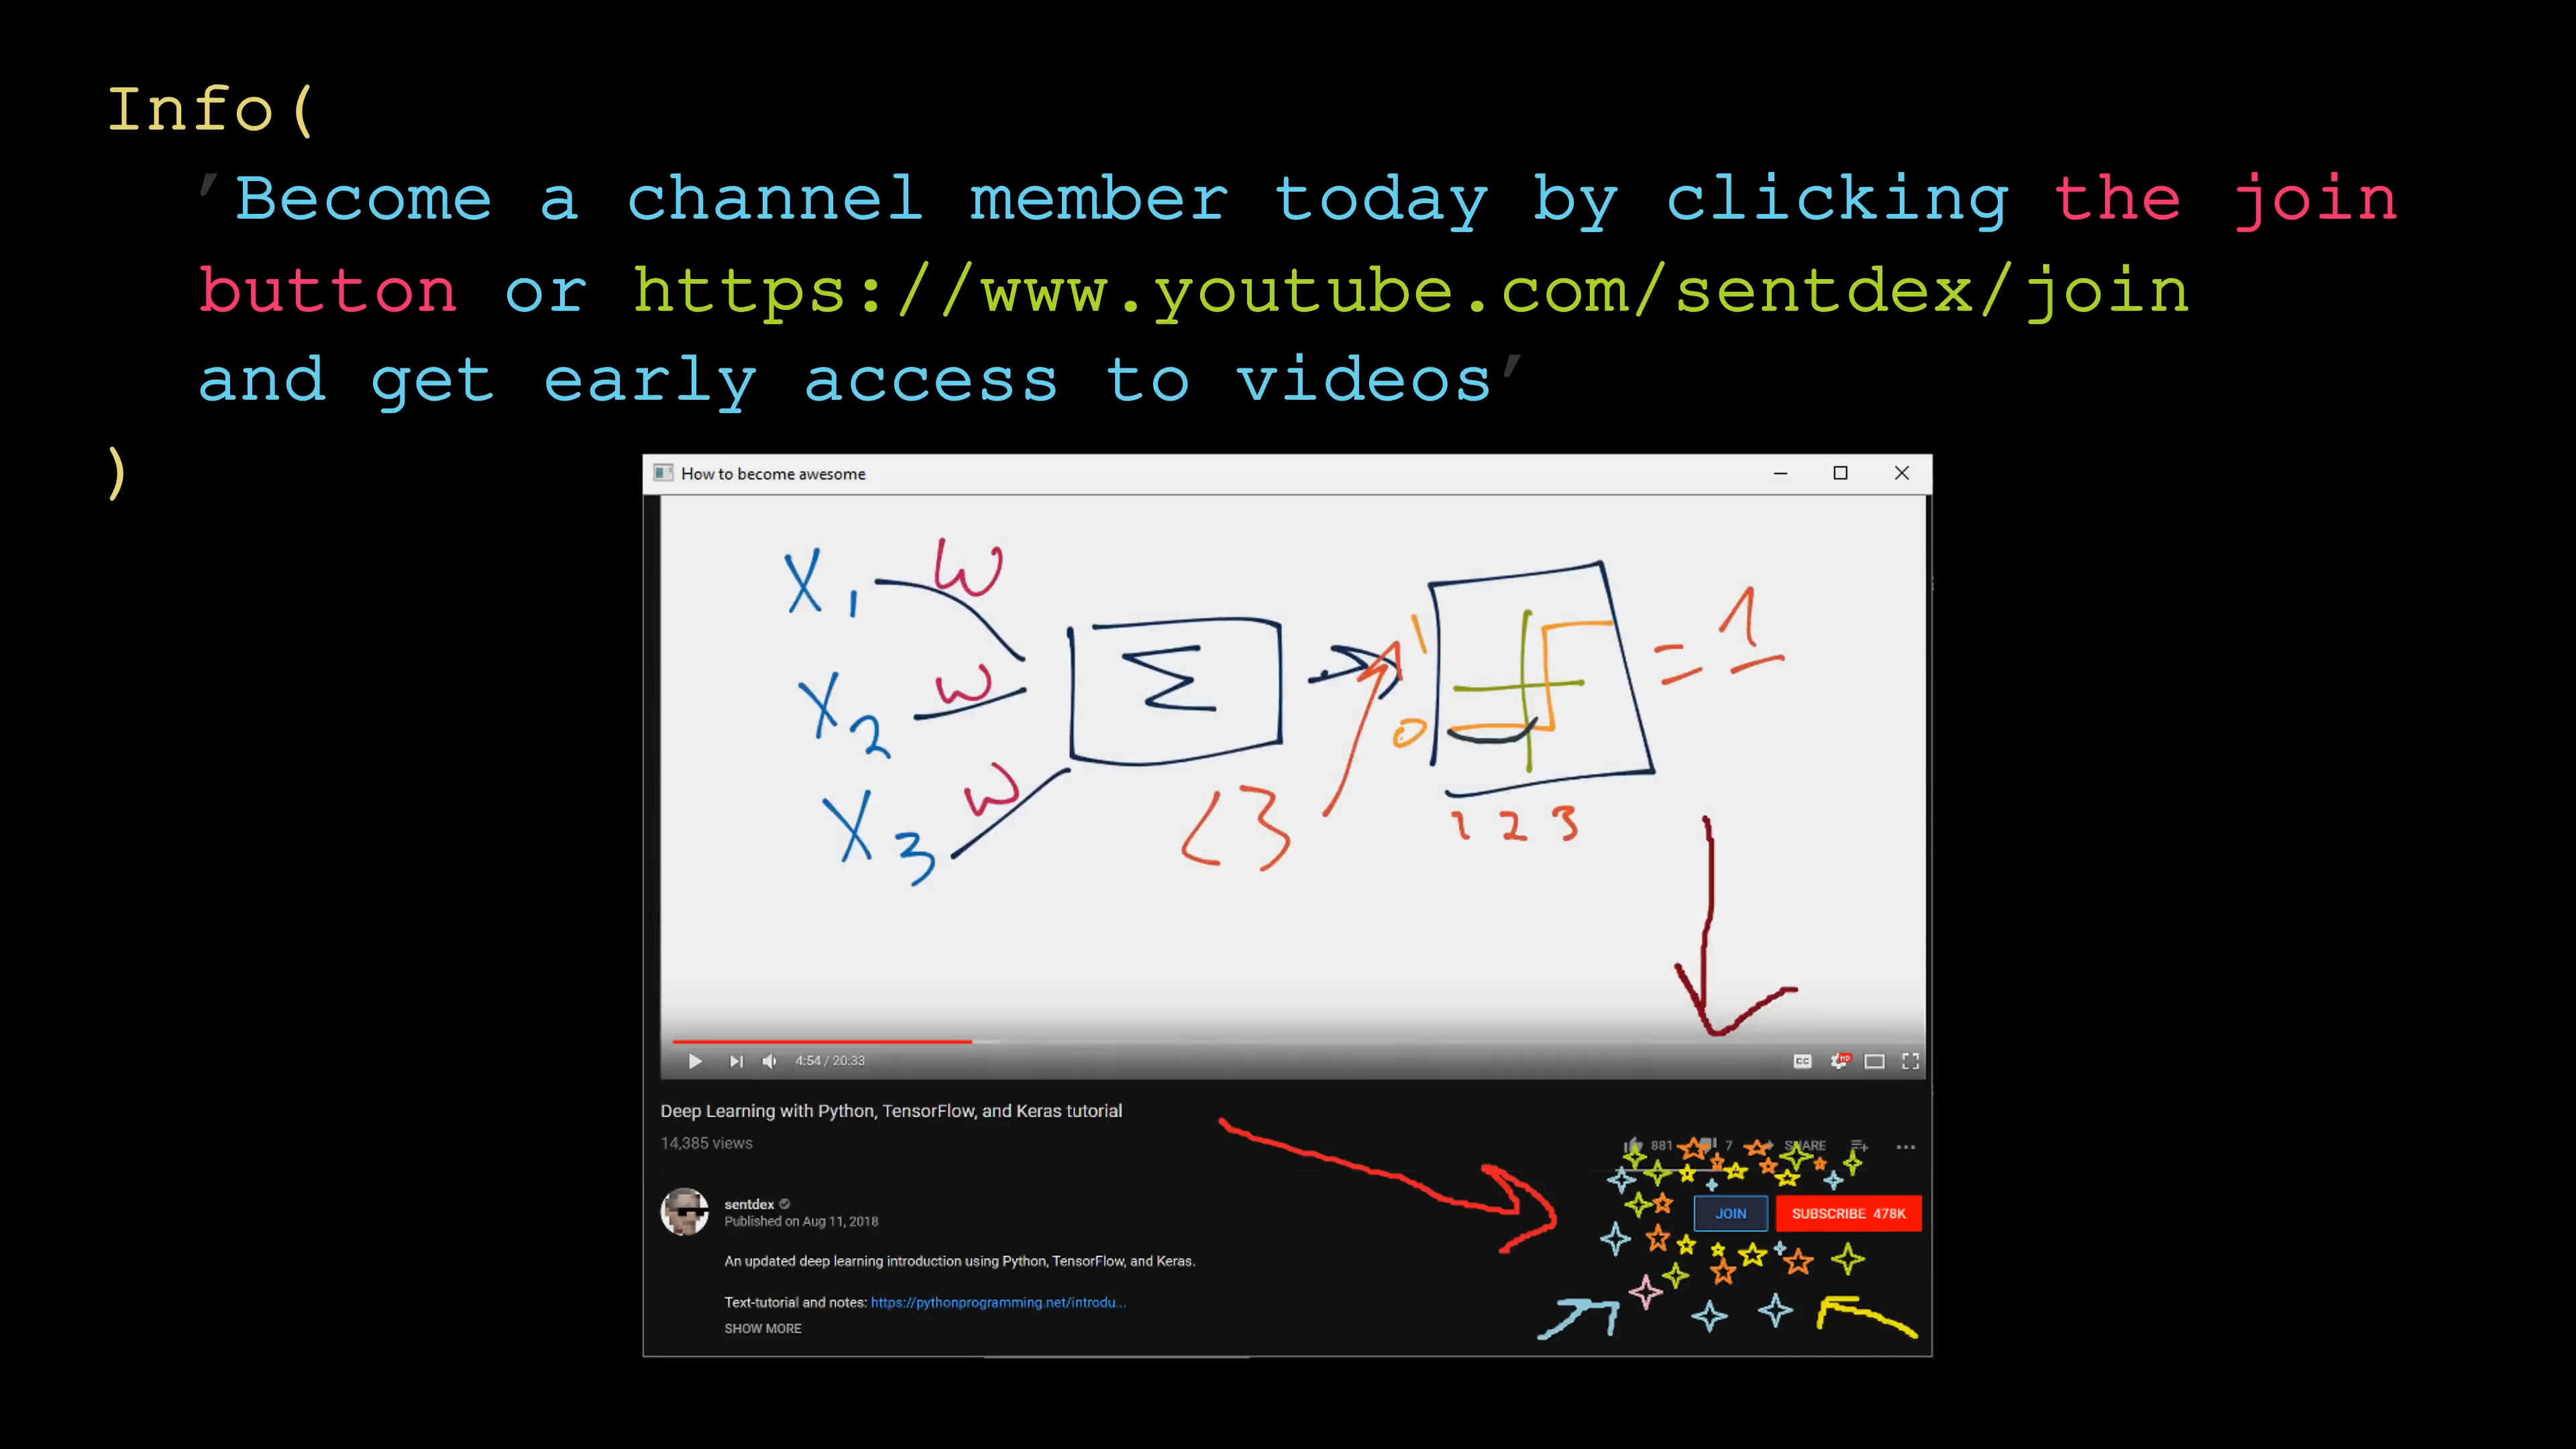 Info(
'Become a channel member today by clicking the join
button or https://www.youtube.com/sentdex/join
and get early access to videos'
)
How to become awesome
X1 W
X2 W
X3 W
Σ
1
0
= 1
<3
1 2 3
4:54 / 20:33
CC
HD
Deep Learning with Python, TensorFlow, and Keras tutorial
14,385 views
881 7 SHARE
sentdex
Published on Aug 11, 2018
JOIN SUBSCRIBE 478K
An updated deep learning introduction using Python, TensorFlow, and Keras.
Text-tutorial and notes: https://pythonprogramming.net/introdu...
SHOW MORE